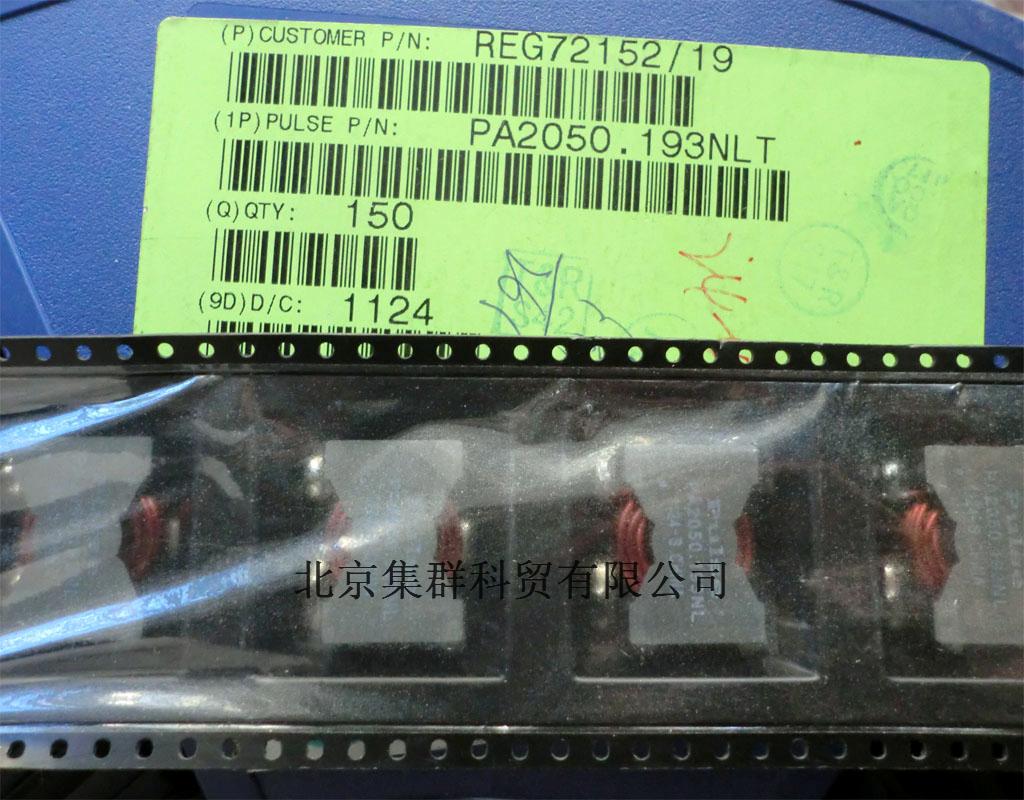 (P)CUSTOMER P/N: REG72152/19
(1P)PULSE P/N: PA2050.193NLT
(Q)QTY: 150
(9D)D/C: 1124
北京集群科贸有限公司